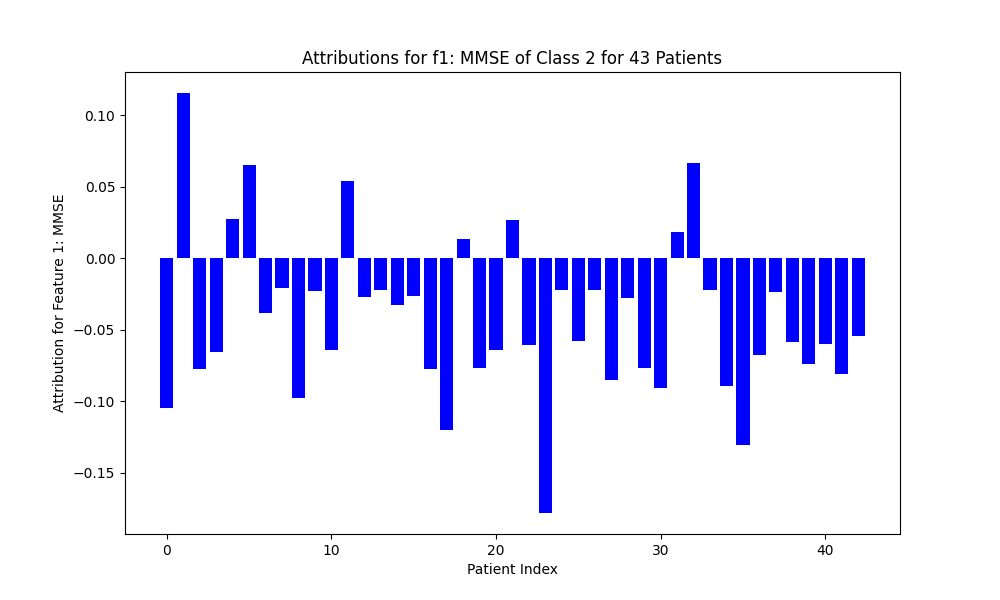 Attributions for f1: MMSE of Class 2 for 43 Patients
Attribution for Feature 1: MMSE
0.10
0.05
0.00
−0.05
−0.10
−0.15
0 10 20 30 40
Patient Index